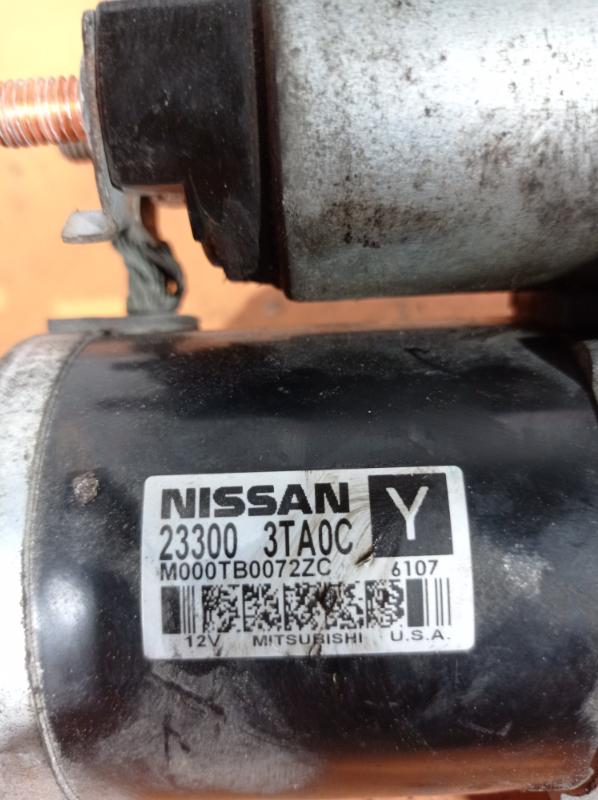 NISSAN Y
23300 3TA0C
M000TB0072ZC 6107
12V MITSUBISHI U.S.A.